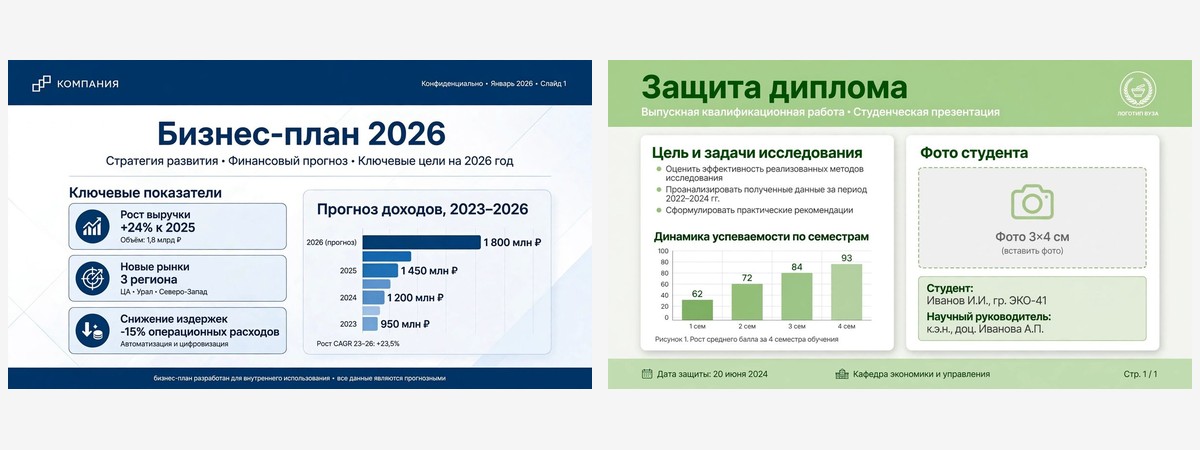 КОМПАНИЯ
Конфиденциально • Январь 2026 • Слайд 1
Бизнес-план 2026
Стратегия развития • Финансовый прогноз • Ключевые цели на 2026 год
Ключевые показатели
Рост выручки
+24% к 2025
Объём: 1,8 млрд ₽
Новые рынки
3 региона
ЦА • Урал • Северо-Запад
Снижение издержек
-15% операционных расходов
Автоматизация и цифровизация
Прогноз доходов, 2023–2026
2026 (прогноз)
1 800 млн ₽
2025
1 450 млн ₽
2024
1 200 млн ₽
2023
950 млн ₽
Рост CAGR 23-26: +23,5%
бизнес-план разработан для внутреннего использования • все данные являются прогнозными
Защита диплома
Выпускная квалификационная работа • Студенческая презентация
ЛОГОТИП ВУЗА
Цель и задачи исследования
Оценить эффективность реализованных методов
исследования
Проанализировать полученные данные за период
2022–2024 гг.
Сформулировать практические рекомендации
Динамика успеваемости по семестрам
100
80
60
40
20
0
62
72
84
93
1 сем
2 сем
3 сем
4 сем
Рисунок 1. Рост среднего балла за 4 семестра обучения
Фото студента
Фото 3×4 см
(вставить фото)
Студент:
Иванов И.И., гр. ЭКО-41
Научный руководитель:
к.э.н., доц. Иванова А.П.
Дата защиты: 20 июня 2024
Кафедра экономики и управления
Стр. 1 / 1